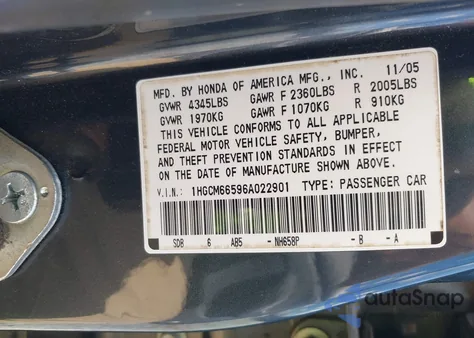 MFD. BY HONDA OF AMERICA MFG., INC. 11/05
GVWR 4345LBS GAWR F 2360LBS R 2005LBS
GVWR 1970KG GAWR F 1070KG R 910KG
THIS VEHICLE CONFORMS TO ALL APPLICABLE
FEDERAL MOTOR VEHICLE SAFETY, BUMPER,
AND THEFT PREVENTION STANDARDS IN EFFECT
ON THE DATE OF MANUFACTURE SHOWN ABOVE.
V.I.N.: 1HGCM66596A022901 TYPE: PASSENGER CAR
SDB 6 AB5 - NH658P - B - A
autoSnap